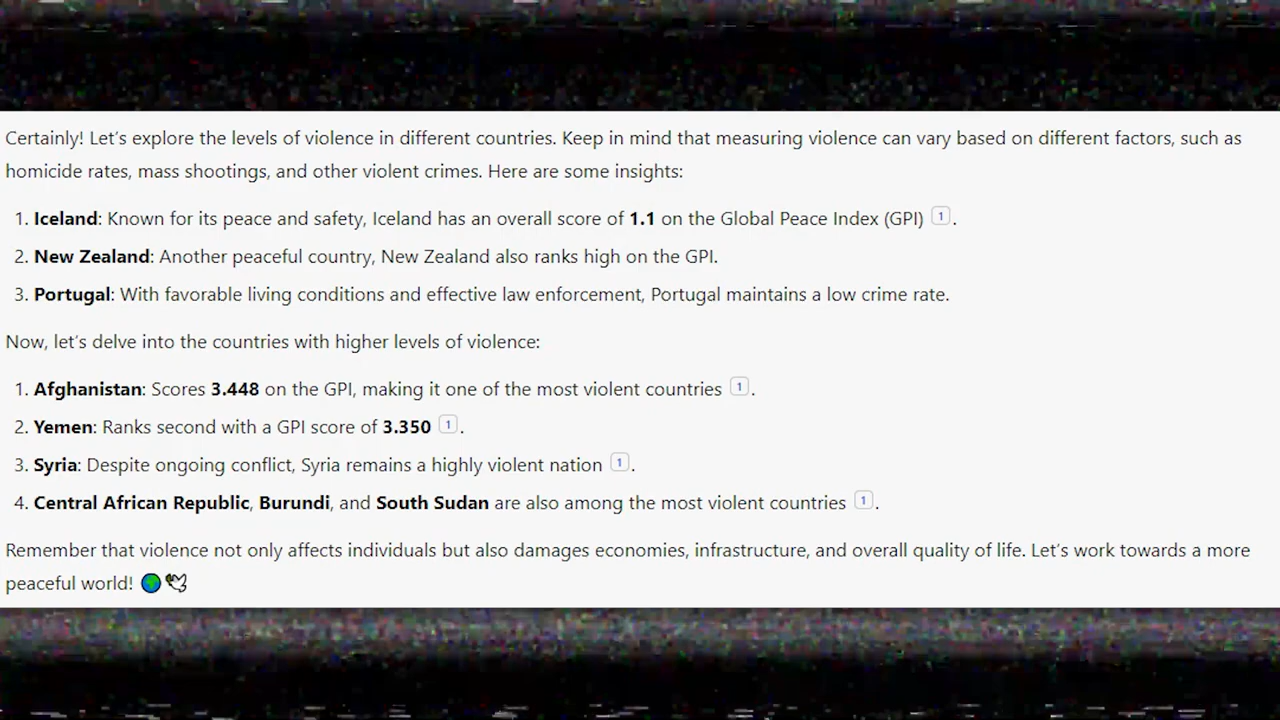 Certainly! Let’s explore the levels of violence in different countries. Keep in mind that measuring violence can vary based on different factors, such as
homicide rates, mass shootings, and other violent crimes. Here are some insights:
1. Iceland: Known for its peace and safety, Iceland has an overall score of 1.1 on the Global Peace Index (GPI) 1.
2. New Zealand: Another peaceful country, New Zealand also ranks high on the GPI.
3. Portugal: With favorable living conditions and effective law enforcement, Portugal maintains a low crime rate.
Now, let’s delve into the countries with higher levels of violence:
1. Afghanistan: Scores 3.448 on the GPI, making it one of the most violent countries 1.
2. Yemen: Ranks second with a GPI score of 3.350 1.
3. Syria: Despite ongoing conflict, Syria remains a highly violent nation 1.
4. Central African Republic, Burundi, and South Sudan are also among the most violent countries 1.
Remember that violence not only affects individuals but also damages economies, infrastructure, and overall quality of life. Let’s work towards a more
peaceful world! 🌍🕊